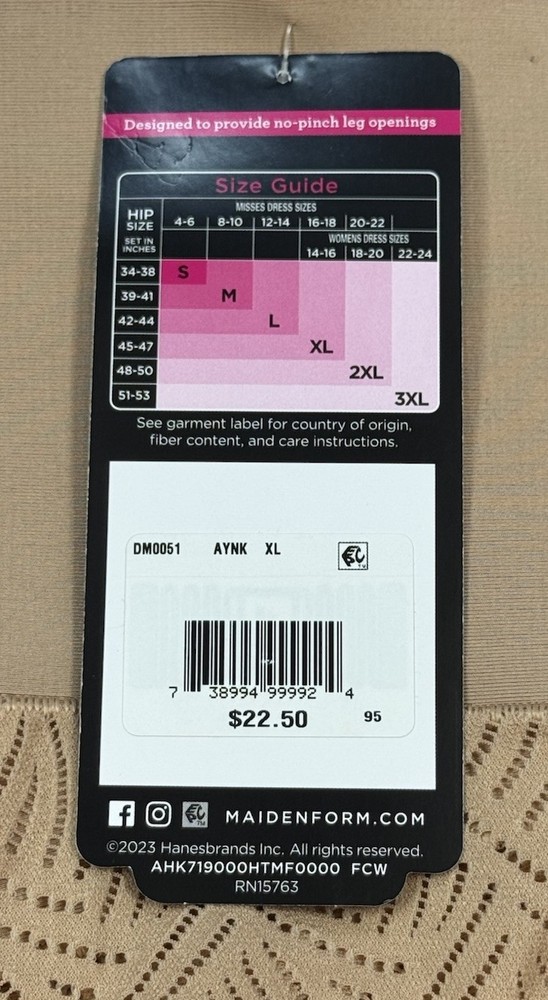 Designed to provide no-pinch leg openings
Size Guide
HIP SIZE
SET IN INCHES
MISSES DRESS SIZES
4-6 8-10 12-14 16-18 20-22
WOMENS DRESS SIZES
14-16 18-20 22-24
34-38 S
39-41 M
42-44 L
45-47 XL
48-50 2XL
51-53 3XL
See garment label for country of origin,
fiber content, and care instructions.
DM0051 AYNK XL
7 38994 99992 4
$22.50 95
MAIDENFORM.COM
©2023 Hanesbrands Inc. All rights reserved.
AHK719000HTMF0000 FCW
RN15763